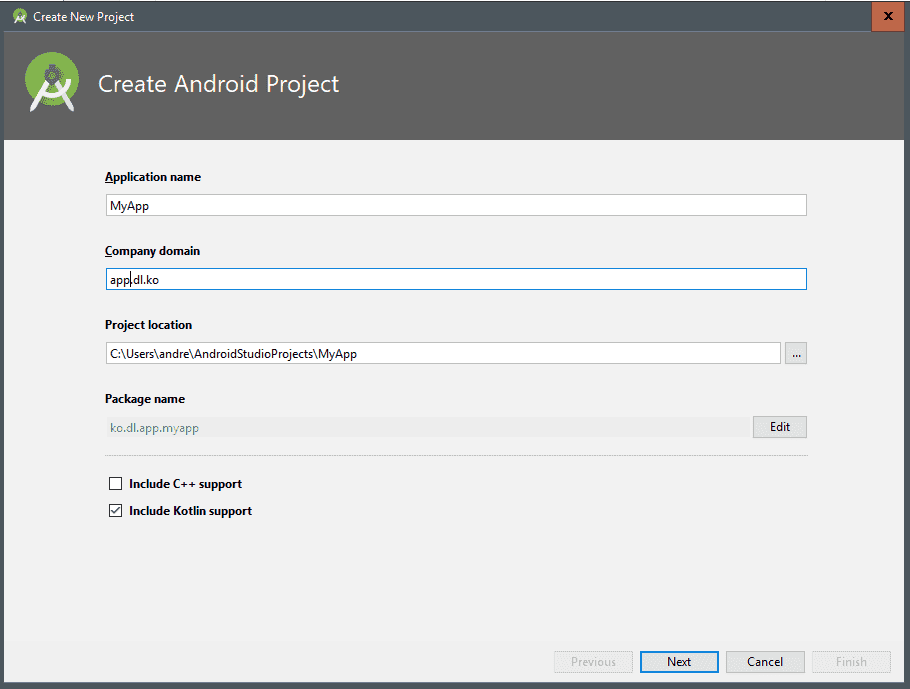 Create New Project
Create Android Project
Application name
MyApp
Company domain
app.dl.ko
Project location
C:\Users\andre\AndroidStudioProjects\MyApp
...
Package name
ko.dl.app.myapp
Edit
Include C++ support
Include Kotlin support
Previous Next Cancel Finish